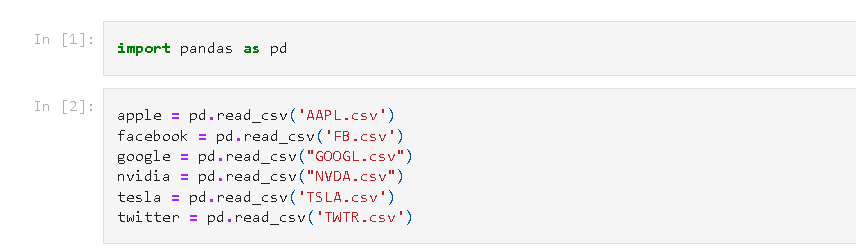 In [1]:
import pandas as pd
In [2]:
apple = pd.read_csv('AAPL.csv')
facebook = pd.read_csv('FB.csv')
google = pd.read_csv("GOOGL.csv")
nvidia = pd.read_csv("NVDA.csv")
tesla = pd.read_csv('TSLA.csv')
twitter = pd.read_csv('TWTR.csv')